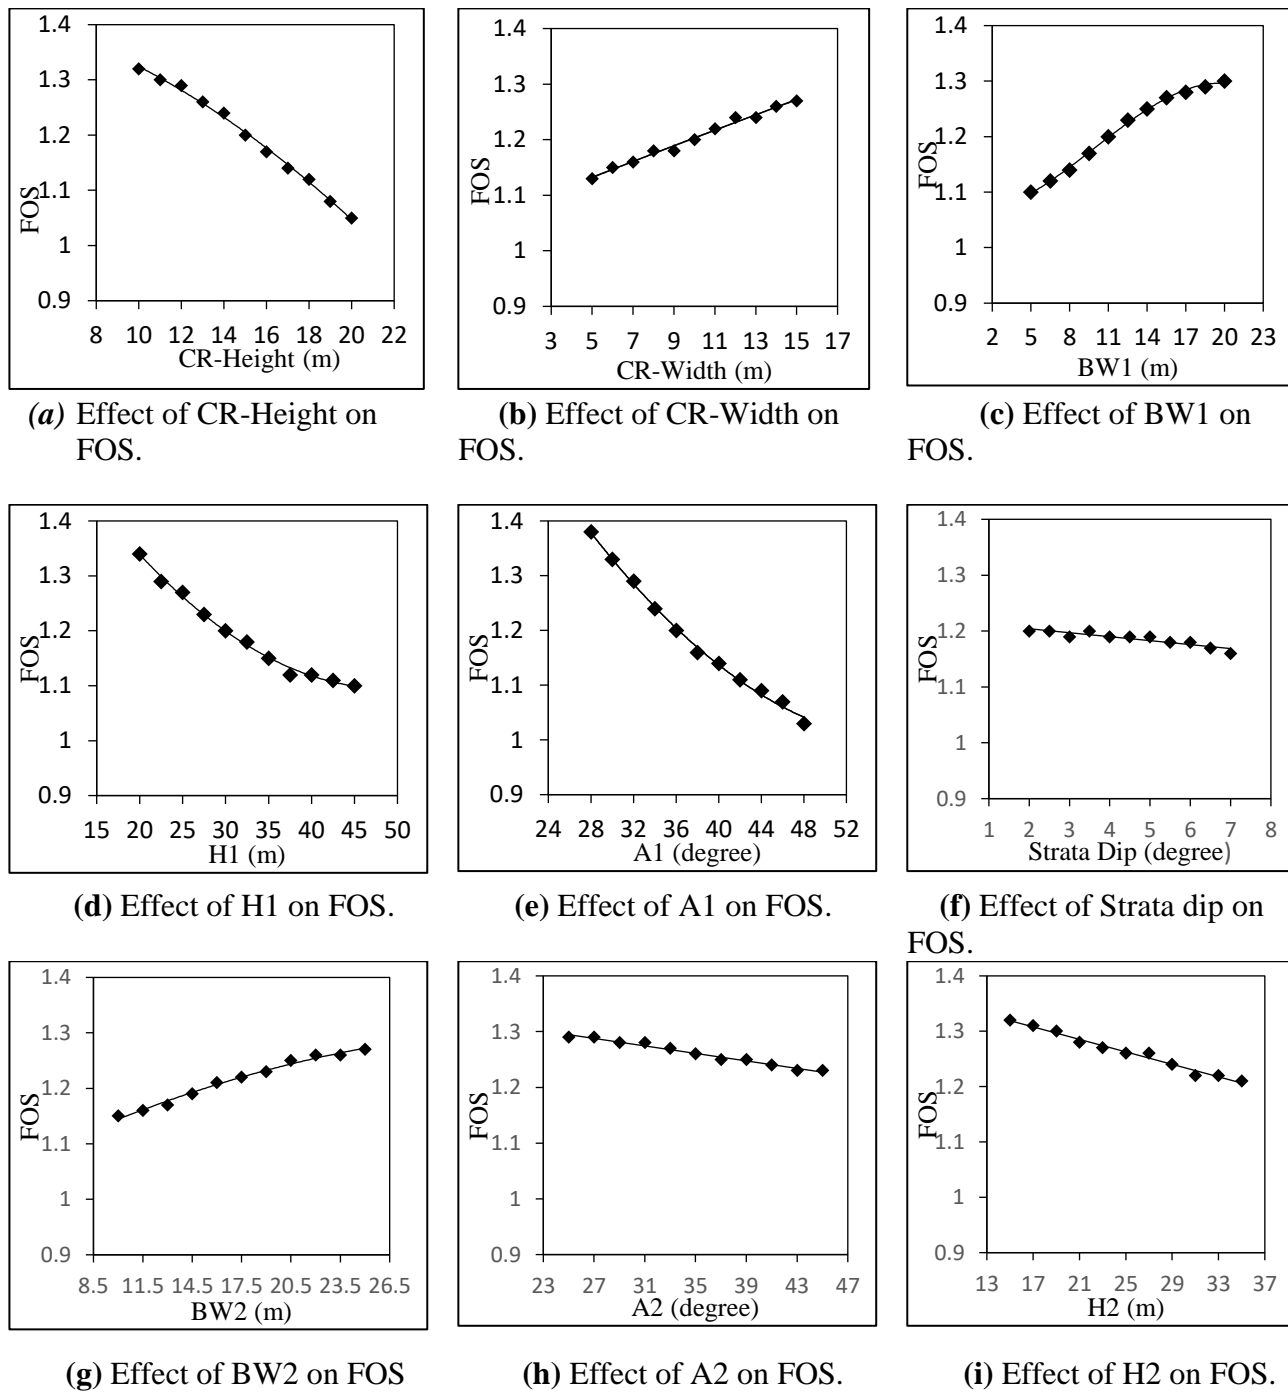 1.4
1.3
1.2
1.1
1
0.9
FOS
8 10 12 14 16 18 20 22
CR-Height (m)
(a) Effect of CR-Height on
FOS.
1.4
1.3
1.2
1.1
1
0.9
FOS
3 5 7 9 11 13 15 17
CR-Width (m)
(b) Effect of CR-Width on
FOS.
1.4
1.3
1.2
1.1
1
0.9
FOS
2 5 8 11 14 17 20 23
BW1 (m)
(c) Effect of BW1 on
FOS.
1.4
1.3
1.2
1.1
1
0.9
FOS
15 20 25 30 35 40 45 50
H1 (m)
(d) Effect of H1 on FOS.
1.4
1.3
1.2
1.1
1
0.9
FOS
24 28 32 36 40 44 48 52
A1 (degree)
(e) Effect of A1 on FOS.
1.4
1.3
1.2
1.1
1
0.9
FOS
1 2 3 4 5 6 7 8
Strata Dip (degree)
(f) Effect of Strata dip on
FOS.
1.4
1.3
1.2
1.1
1
0.9
FOS
8.5 11.5 14.5 17.5 20.5 23.5 26.5
BW2 (m)
(g) Effect of BW2 on FOS
1.4
1.3
1.2
1.1
1
0.9
FOS
23 27 31 35 39 43 47
A2 (degree)
(h) Effect of A2 on FOS.
1.4
1.3
1.2
1.1
1
0.9
FOS
13 17 21 25 29 33 37
H2 (m)
(i) Effect of H2 on FOS.